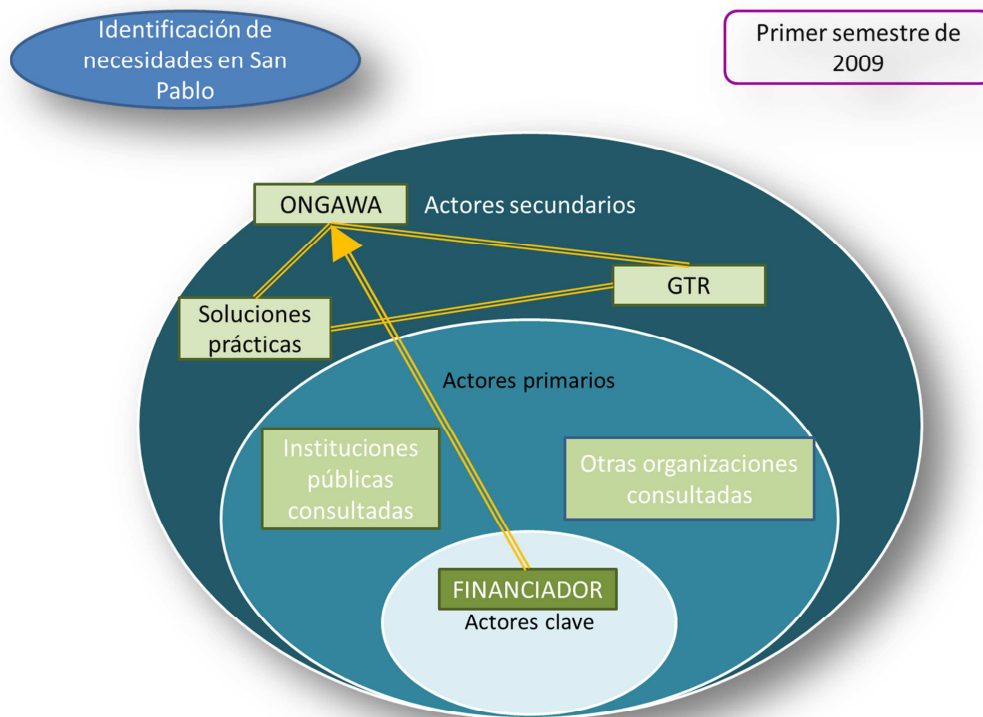 Identificación de
necesidades en San
Pablo
Primer semestre de
2009
ONGAWA
Actores secundarios
GTR
Soluciones
prácticas
Actores primarios
Instituciones
públicas
consultadas
Otras organizaciones
consultadas
FINANCIADOR
Actores clave